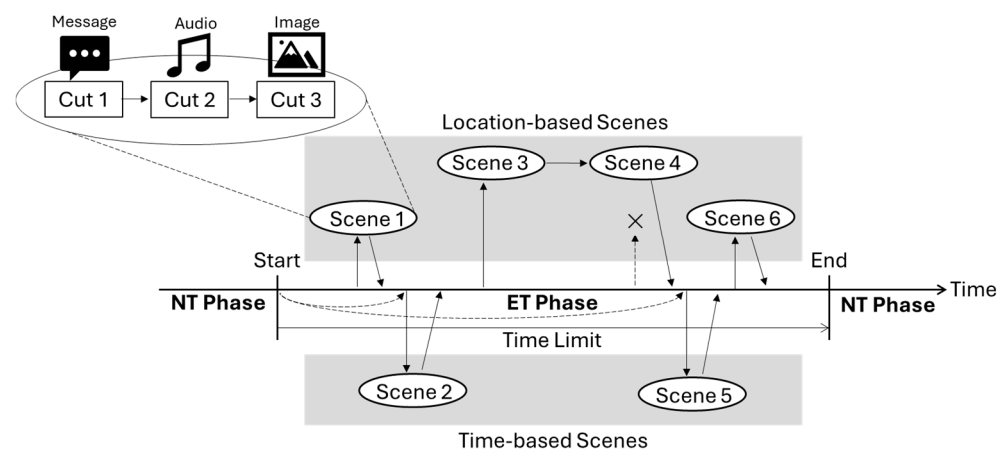 Message
Audio
Image
Cut 1
Cut 2
Cut 3
Location-based Scenes
Scene 3
Scene 4
Scene 1
Scene 6
Start
End
Time
NT Phase
ET Phase
NT Phase
Time Limit
Scene 2
Scene 5
Time-based Scenes